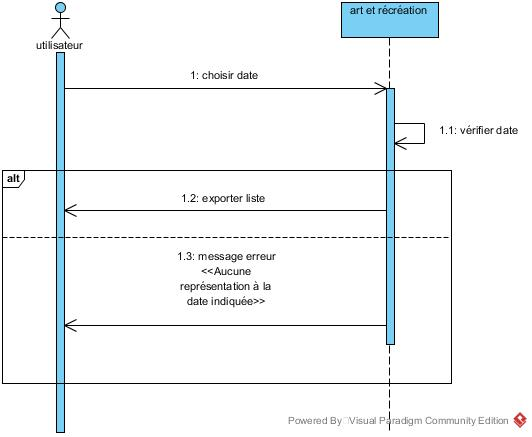 utilisateur
art et récréation
1: choisir date
1.1: vérifier date
alt
1.2: exporter liste
1.3: message erreur
<<Aucune
représentation à la
date indiquée>>
Powered By Visual Paradigm Community Edition